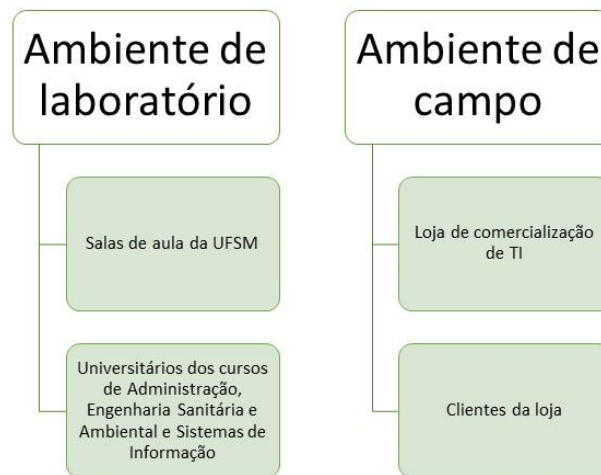 Ambiente de
laboratório
Salas de aula da UFSM
Universitários dos cursos
de Administração,
Engenharia Sanitária e
Ambiental e Sistemas de
Informação
Ambiente de
campo
Loja de comercialização
de TI
Clientes da loja